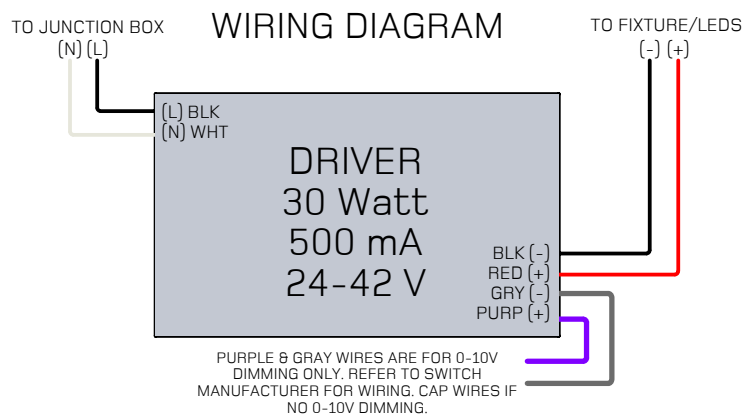 WIRING DIAGRAM
TO JUNCTION BOX
(N) (L)
TO FIXTURE/LEDS
(-) (+)
(L) BLK
(N) WHT
DRIVER
30 Watt
500 mA
24-42 V
BLK (-)
RED (+)
GRY (-)
PURP (+)
PURPLE & GRAY WIRES ARE FOR 0-10V
DIMMING ONLY. REFER TO SWITCH
MANUFACTURER FOR WIRING. CAP WIRES IF
NO 0-10V DIMMING.